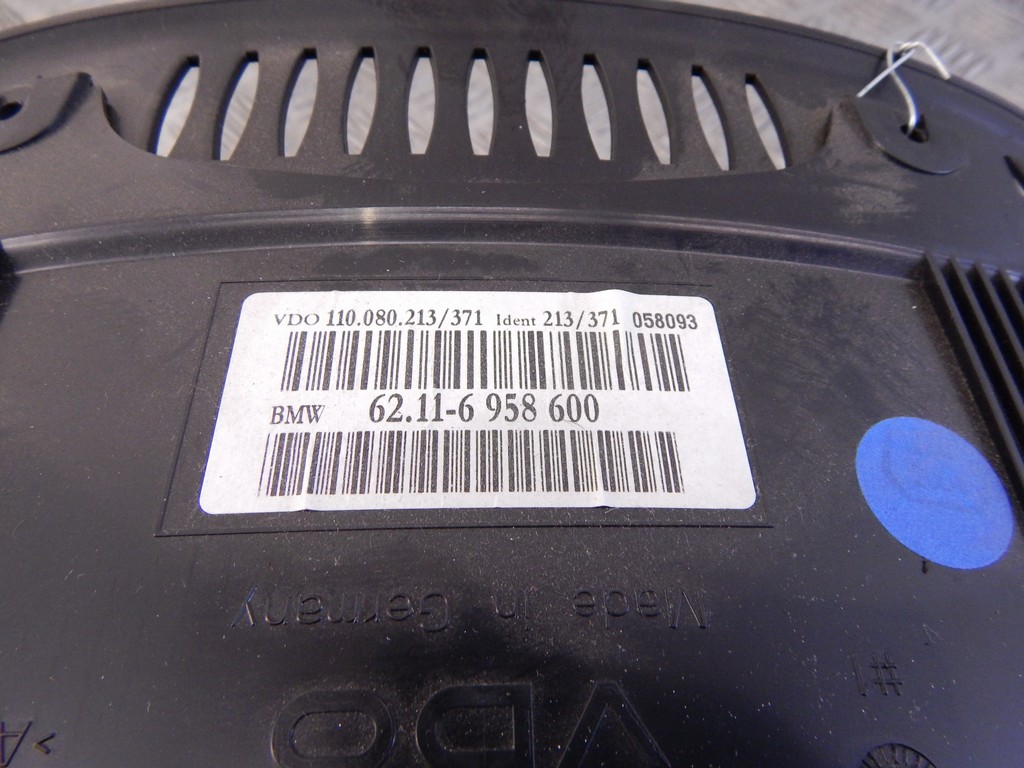 VDO 110.080.213/371 Ident 213/371 058093
BMW 62.11-6 958 600
Made in Germany
#1
VDO
>A